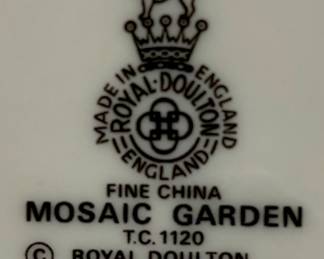 MADE IN ENGLAND
ROYAL · DOULTON
ENGLAND
FINE CHINA
MOSAIC GARDEN
T.C. 1120
© ROYAL DOULTON